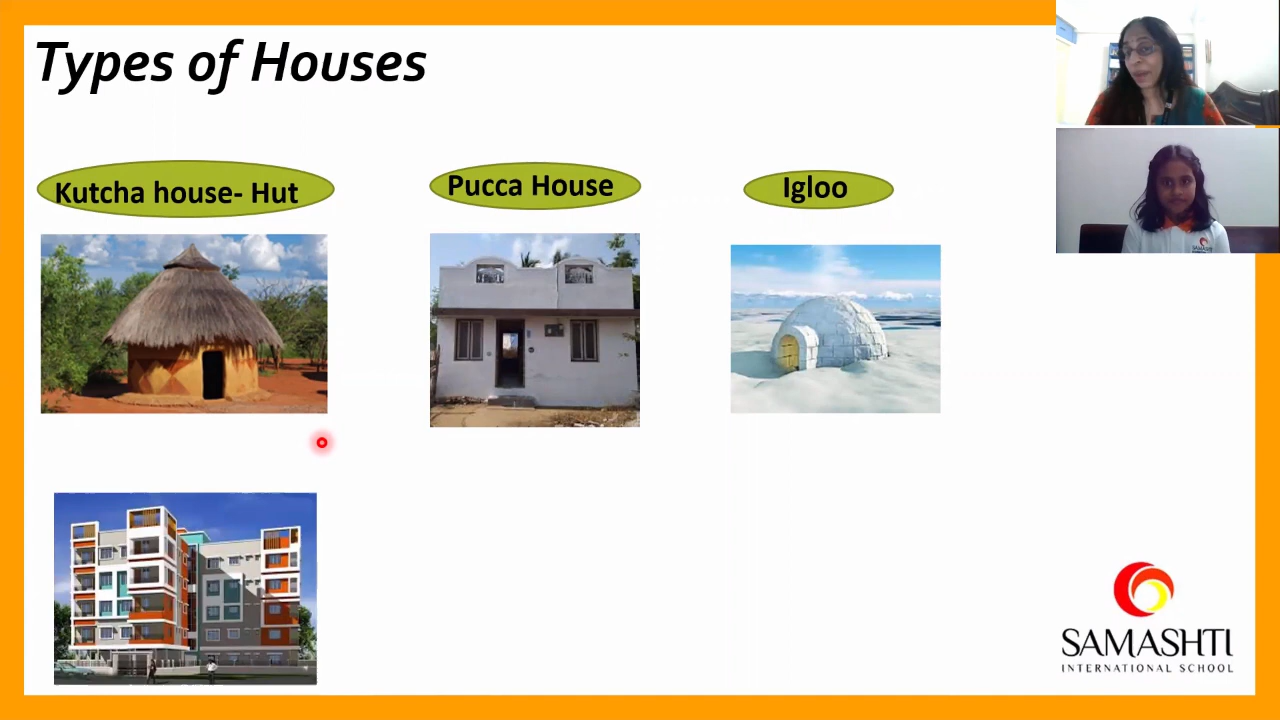 Types of Houses
Kutcha house- Hut
Pucca House
Igloo
SAMASHTI
INTERNATIONAL SCHOOL